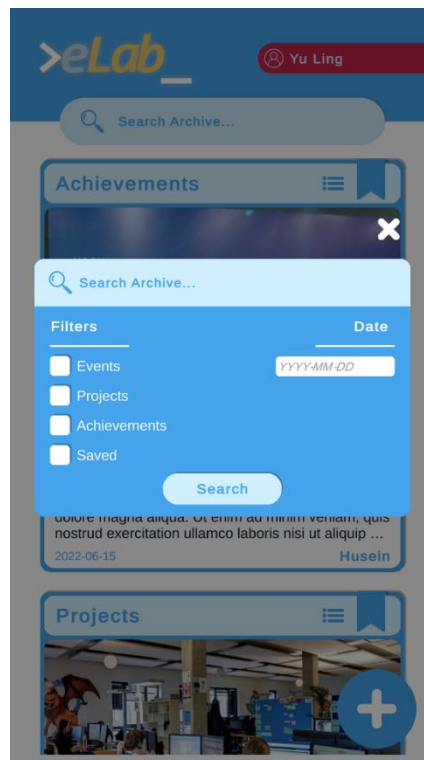 >eLab_
Yu Ling
Search Archive...
Achievements
Search Archive...
Filters
Date
Events
YYYY-MM-DD
Projects
Achievements
Saved
Search
dolore magna aliqua. Ut enim ad minim veniam, quis
nostrud exercitation ullamco laboris nisi ut aliquip ...
2022-06-15
Husein
Projects